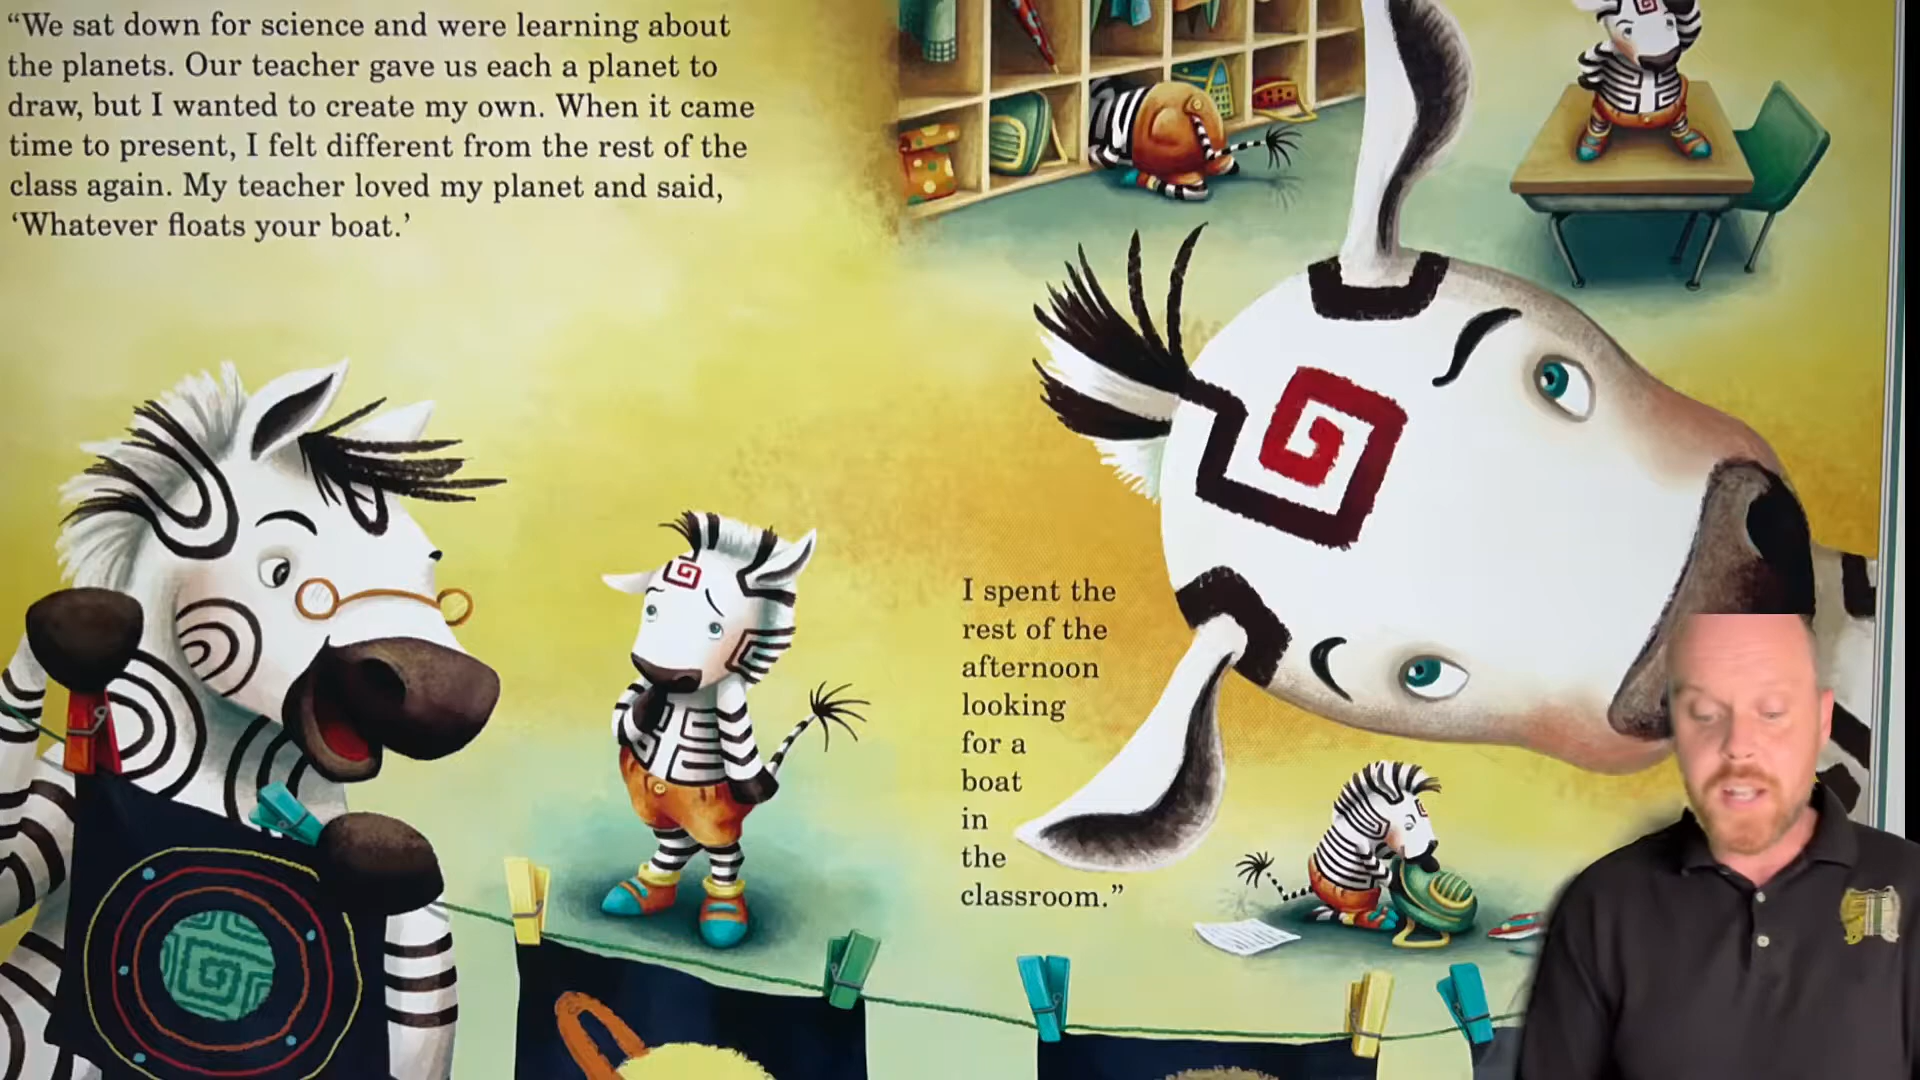 “We sat down for science and were learning about
the planets. Our teacher gave us each a planet to
draw, but I wanted to create my own. When it came
time to present, I felt different from the rest of the
class again. My teacher loved my planet and said,
‘Whatever floats your boat.’
I spent the
rest of the
afternoon
looking
for a
boat
in
the
classroom.”